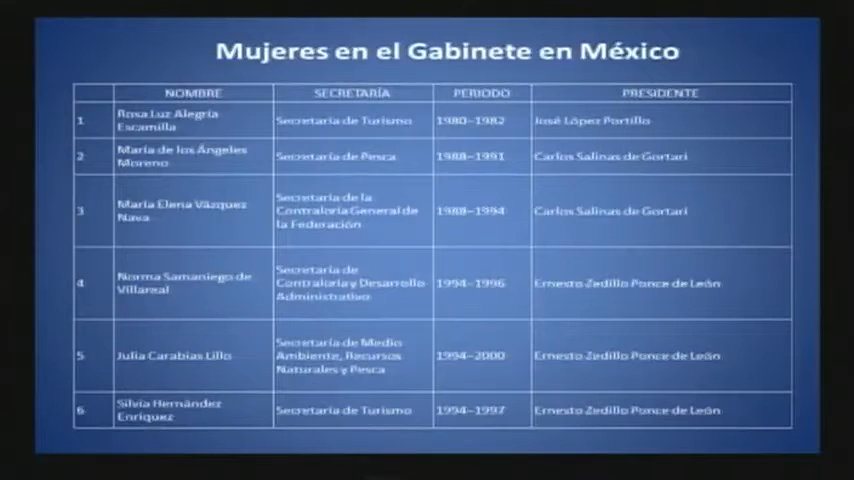 Mujeres en el Gabinete en México
NOMBRE SECRETARÍA PERIODO PRESIDENTE
1 Rosa Luz Alegría Escamilla Secretaría de Turismo 1980–1982 José López Portillo
2 María de los Ángeles Moreno Secretaría de Pesca 1988–1991 Carlos Salinas de Gortari
3 María Elena Vázquez Nava Secretaría de la Contraloría General de la Federación 1988–1994 Carlos Salinas de Gortari
4 Norma Samaniego de Villareal Secretaría de Contraloría y Desarrollo Administrativo 1994–1996 Ernesto Zedillo Ponce de León
5 Julia Carabias Lillo Secretaría de Medio Ambiente, Recursos Naturales y Pesca 1994–2000 Ernesto Zedillo Ponce de León
6 Silvia Hernández Enríquez Secretaría de Turismo 1994–1997 Ernesto Zedillo Ponce de León